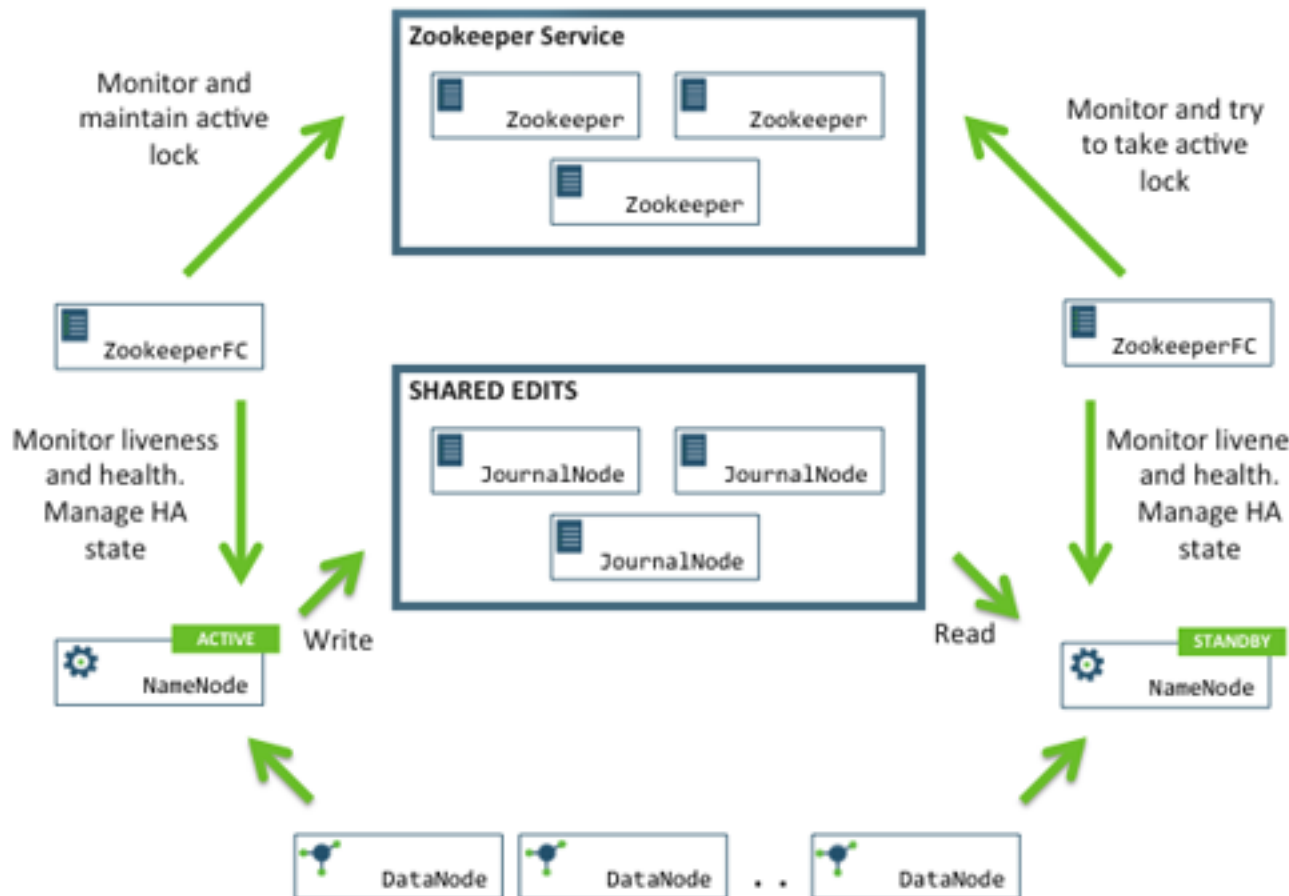 Zookeeper Service
Zookeeper
Zookeeper
Zookeeper
Monitor and
maintain active
lock
Monitor and try
to take active
lock
ZookeeperFC
ZookeeperFC
SHARED EDITS
JournalNode
JournalNode
JournalNode
Monitor liveness
and health.
Manage HA
state
Monitor livene
and health.
Manage HA
state
Write
Read
ACTIVE
NameNode
STANDBY
NameNode
DataNode
DataNode
. .
DataNode